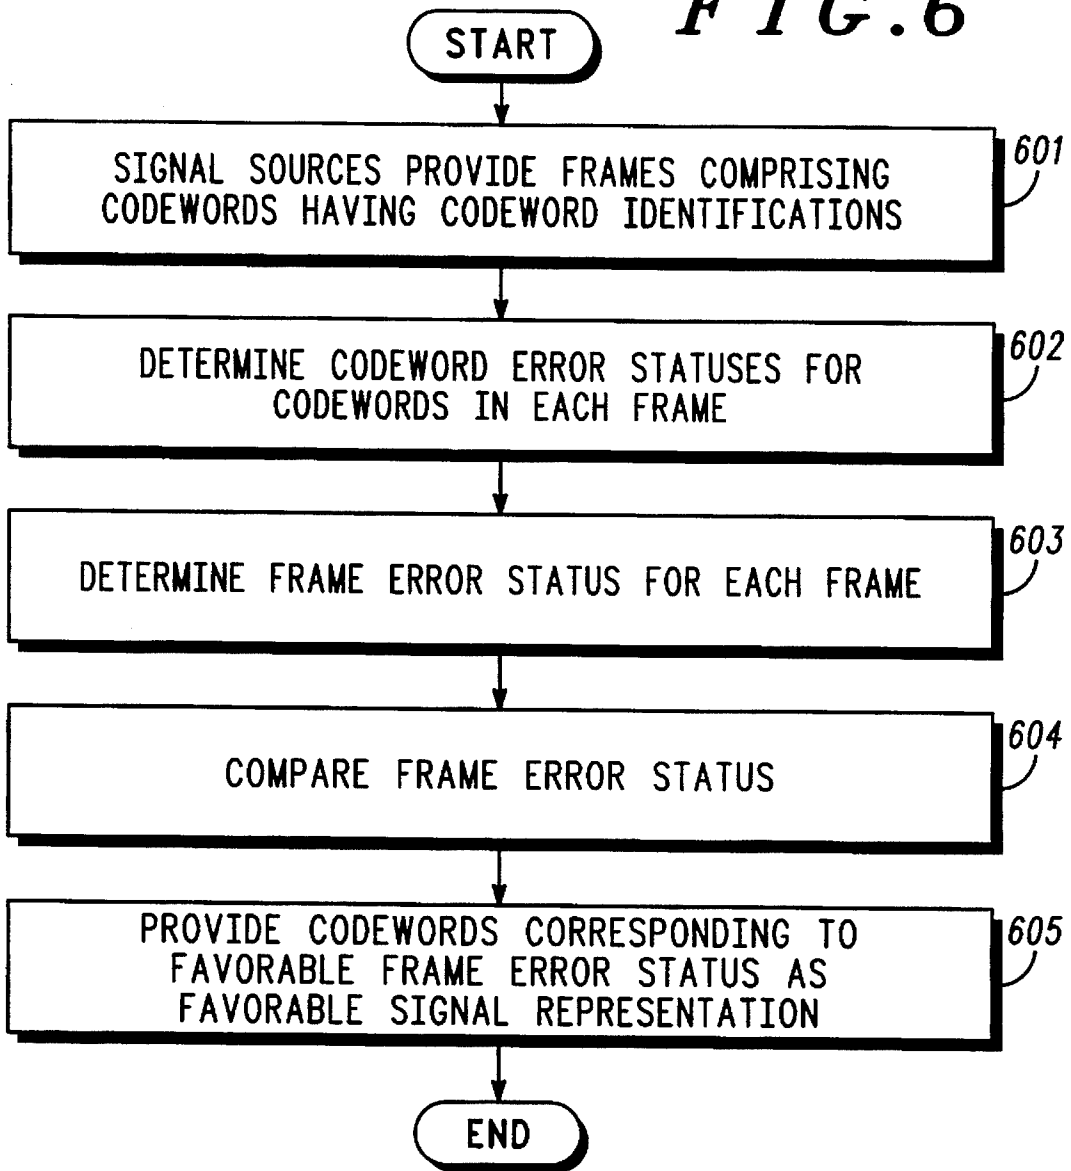 FIG.6
START
SIGNAL SOURCES PROVIDE FRAMES COMPRISING
CODEWORDS HAVING CODEWORD IDENTIFICATIONS
601
DETERMINE CODEWORD ERROR STATUSES FOR
CODEWORDS IN EACH FRAME
602
DETERMINE FRAME ERROR STATUS FOR EACH FRAME
603
COMPARE FRAME ERROR STATUS
604
PROVIDE CODEWORDS CORRESPONDING TO
FAVORABLE FRAME ERROR STATUS AS
FAVORABLE SIGNAL REPRESENTATION
605
END